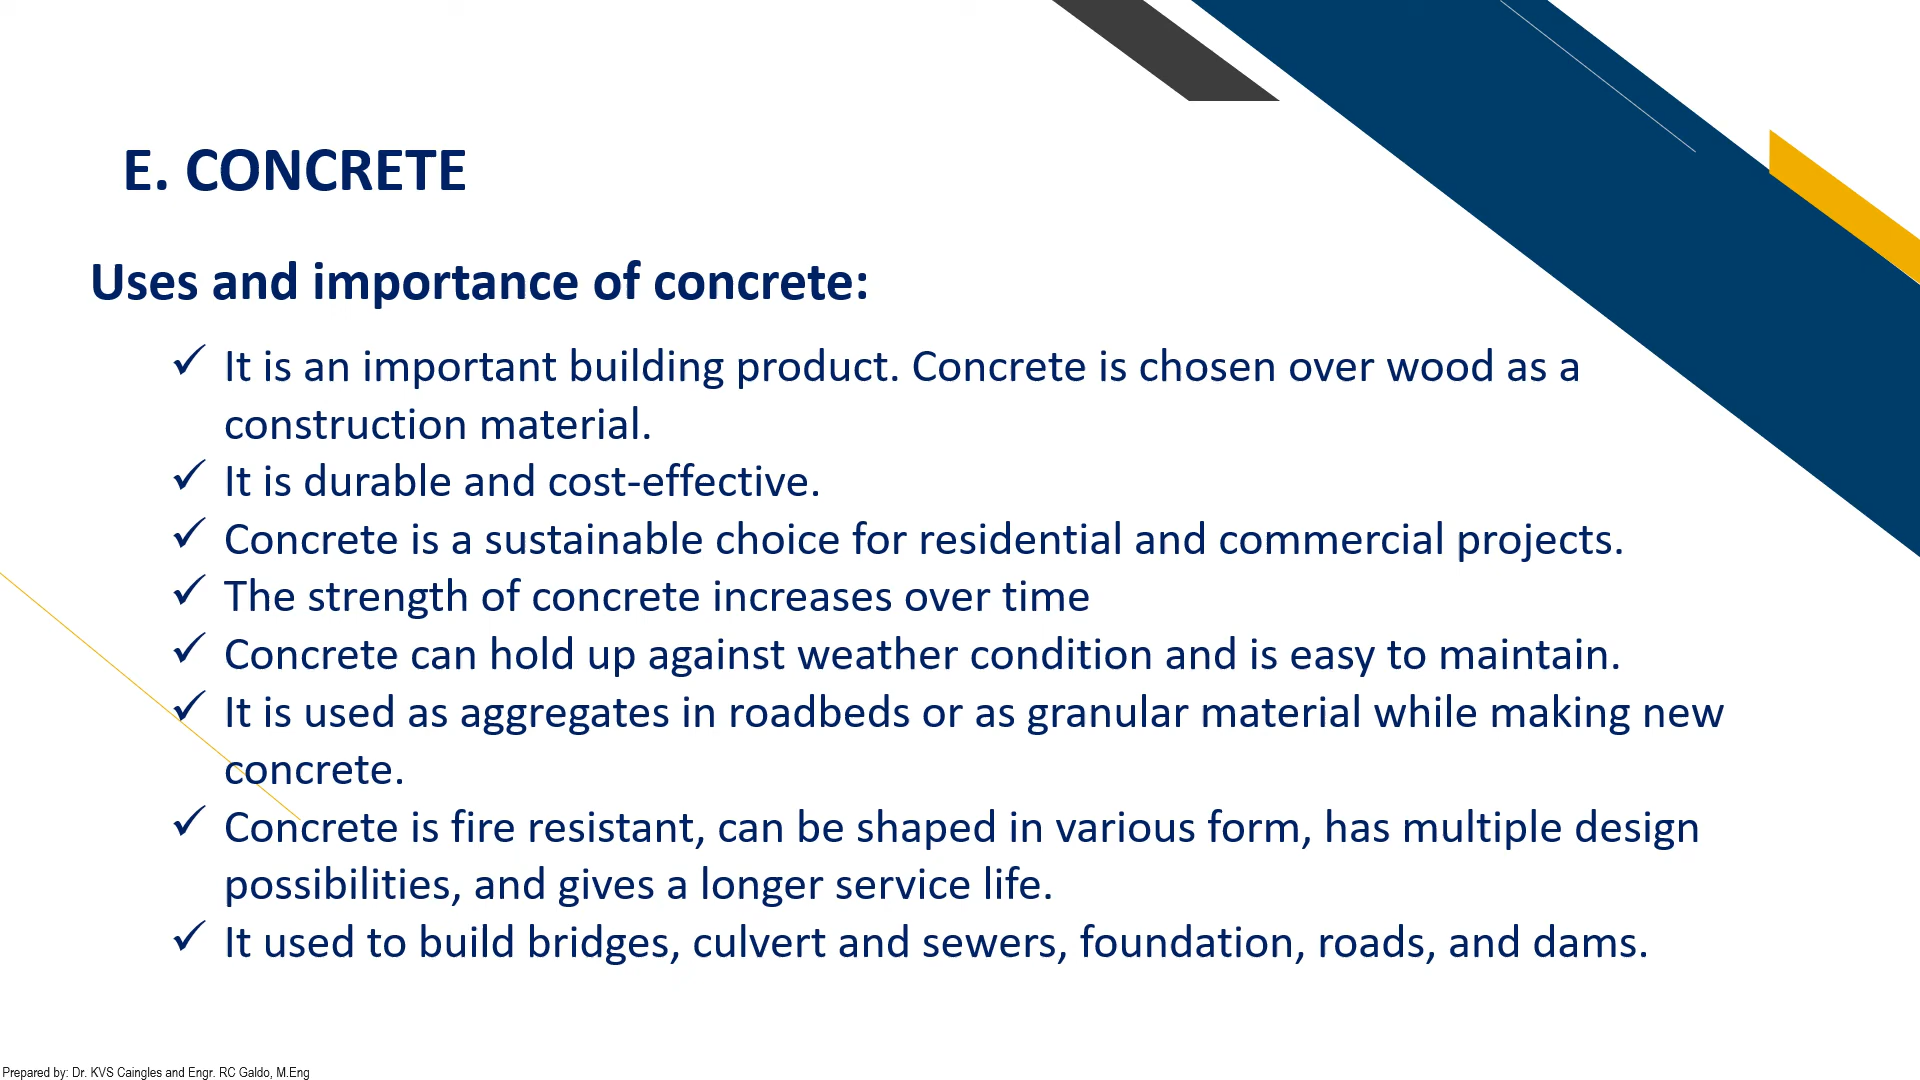 E. CONCRETE
Uses and importance of concrete:
✓ It is an important building product. Concrete is chosen over wood as a
construction material.
✓ It is durable and cost-effective.
✓ Concrete is a sustainable choice for residential and commercial projects.
✓ The strength of concrete increases over time
✓ Concrete can hold up against weather condition and is easy to maintain.
✓ It is used as aggregates in roadbeds or as granular material while making new
concrete.
✓ Concrete is fire resistant, can be shaped in various form, has multiple design
possibilities, and gives a longer service life.
✓ It used to build bridges, culvert and sewers, foundation, roads, and dams.
Prepared by: Dr. KVS Caingles and Engr. RC Galdo, M.Eng